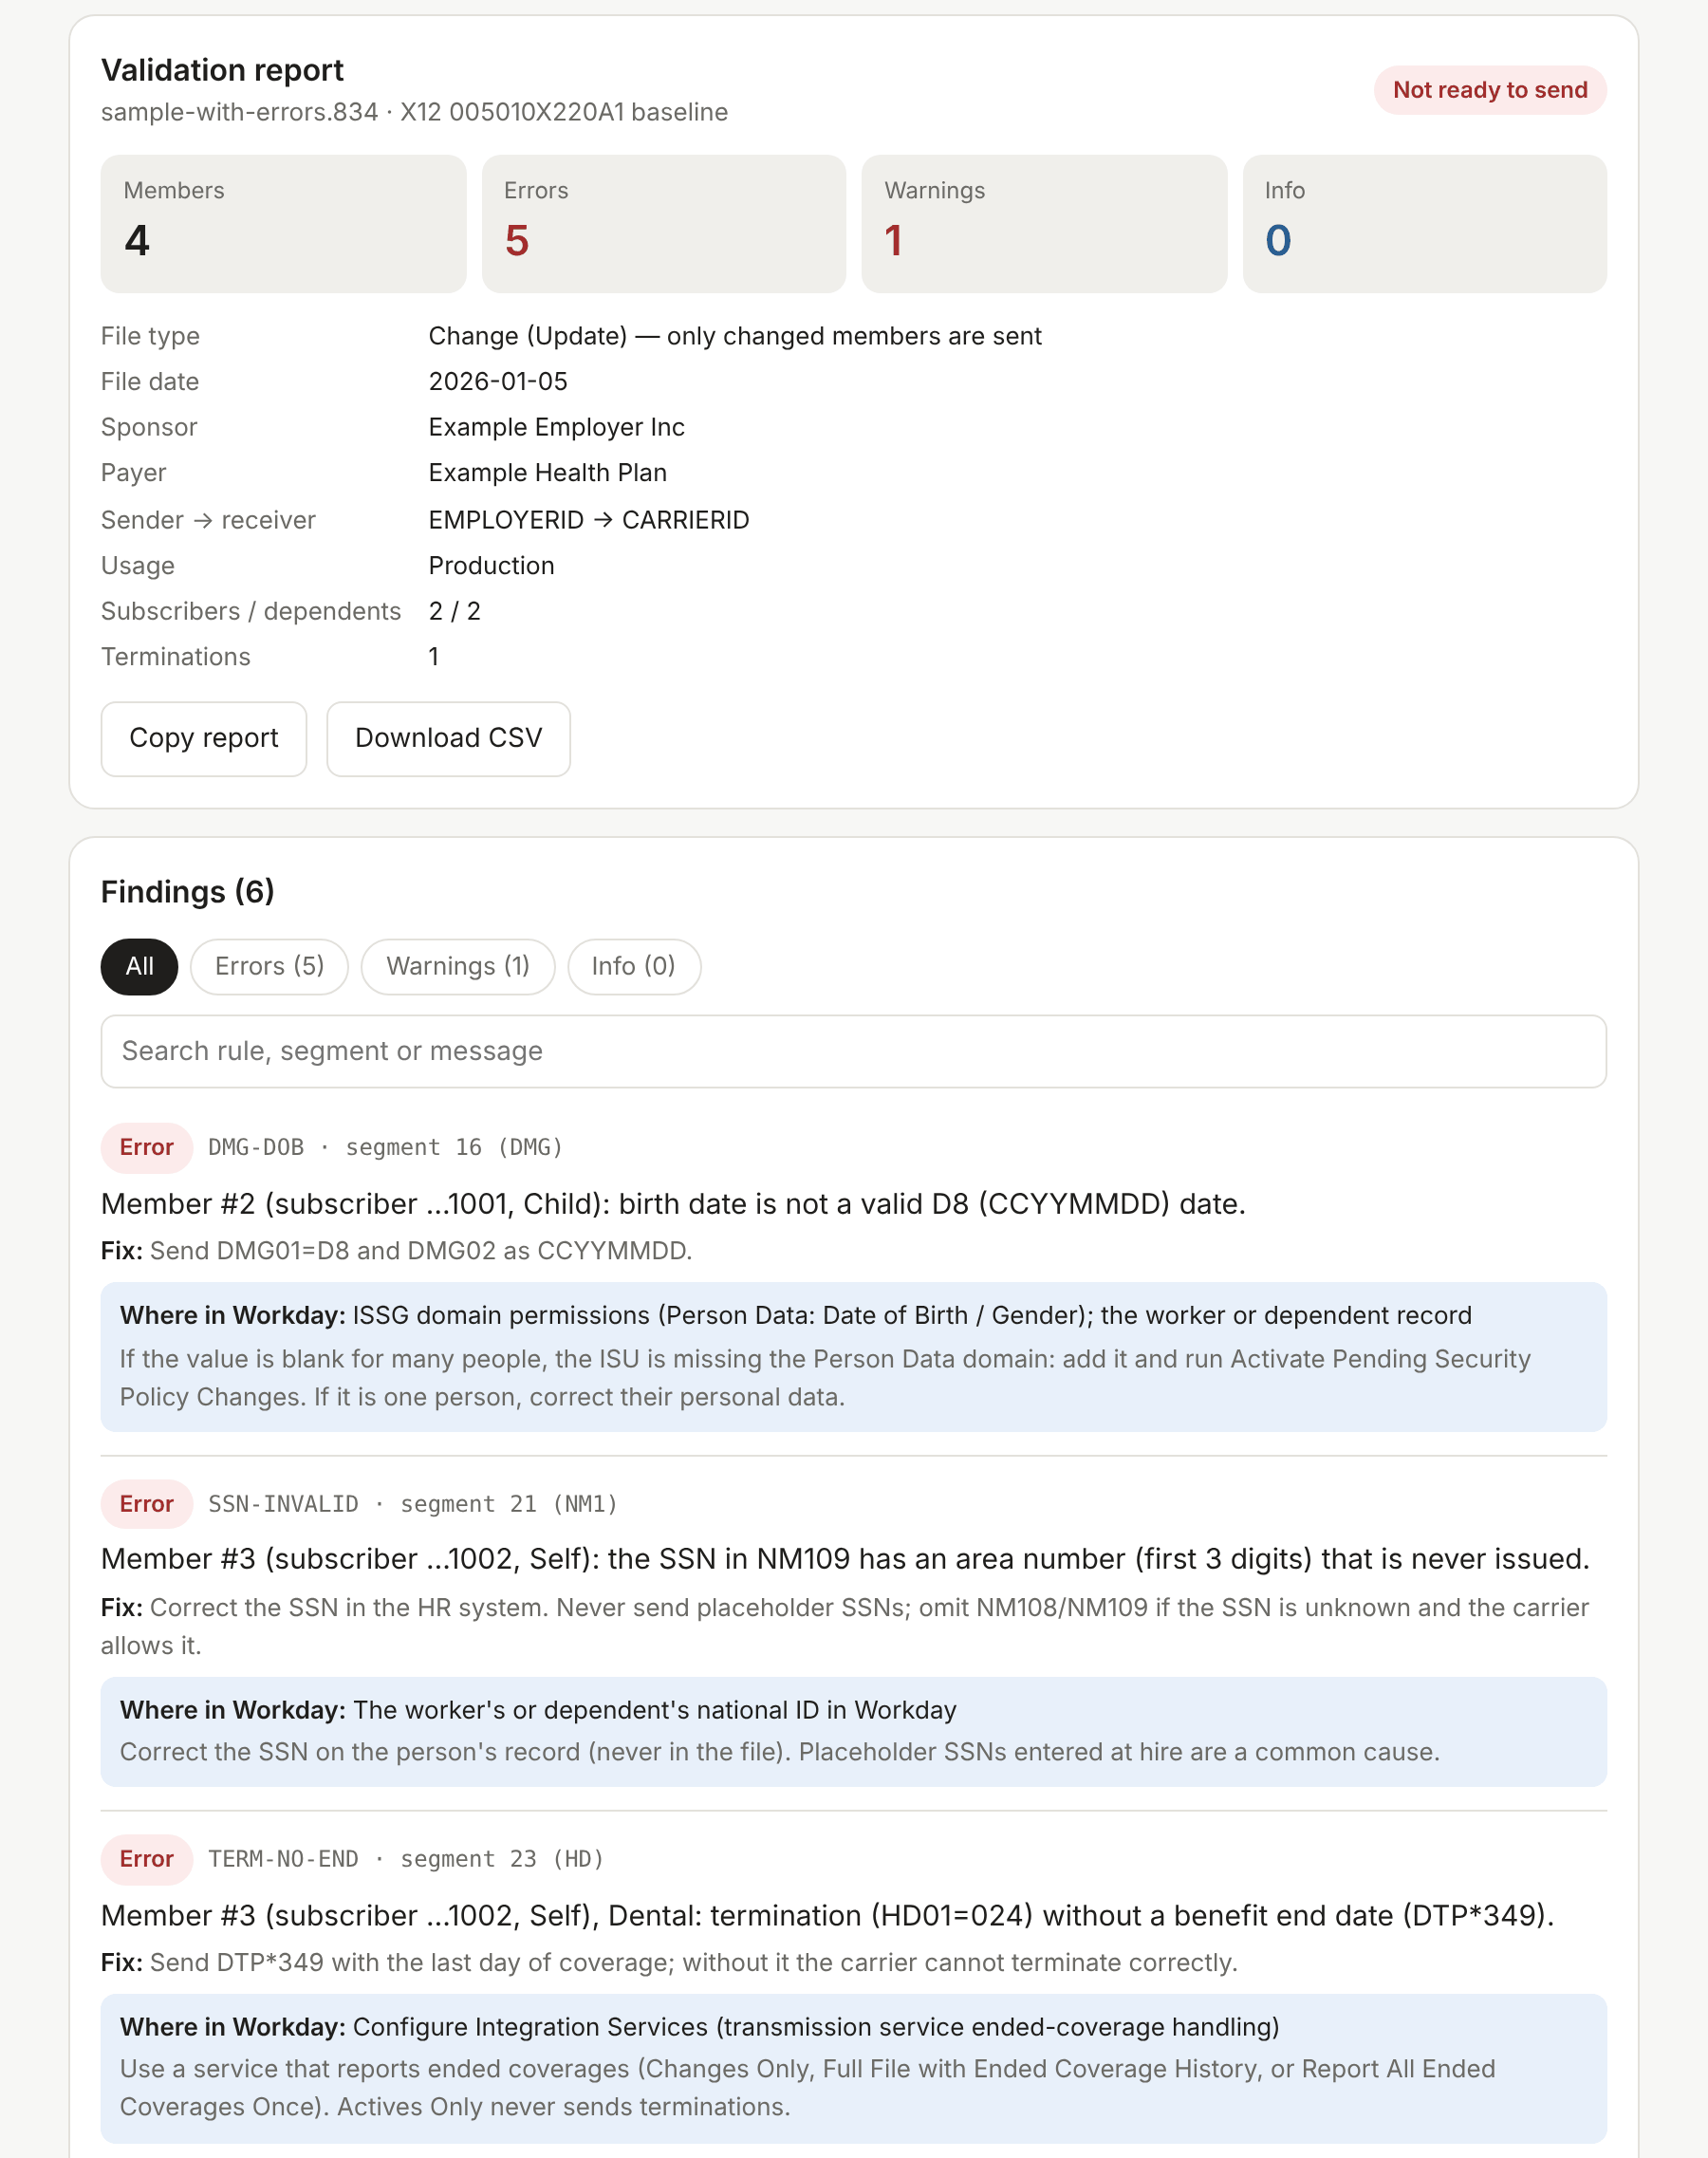 Validation report
sample-with-errors.834 · X12 005010X220A1 baseline
Not ready to send
Members
4
Errors
5
Warnings
1
Info
0
File type Change (Update) — only changed members are sent
File date 2026-01-05
Sponsor Example Employer Inc
Payer Example Health Plan
Sender → receiver EMPLOYERID → CARRIERID
Usage Production
Subscribers / dependents 2 / 2
Terminations 1
Copy report Download CSV
Findings (6)
All Errors (5) Warnings (1) Info (0)
Search rule, segment or message
Error DMG-DOB · segment 16 (DMG)
Member #2 (subscriber …1001, Child): birth date is not a valid D8 (CCYYMMDD) date.
Fix: Send DMG01=D8 and DMG02 as CCYYMMDD.
Where in Workday: ISSG domain permissions (Person Data: Date of Birth / Gender); the worker or dependent record
If the value is blank for many people, the ISU is missing the Person Data domain: add it and run Activate Pending Security
Policy Changes. If it is one person, correct their personal data.
Error SSN-INVALID · segment 21 (NM1)
Member #3 (subscriber …1002, Self): the SSN in NM109 has an area number (first 3 digits) that is never issued.
Fix: Correct the SSN in the HR system. Never send placeholder SSNs; omit NM108/NM109 if the SSN is unknown and the carrier
allows it.
Where in Workday: The worker's or dependent's national ID in Workday
Correct the SSN on the person's record (never in the file). Placeholder SSNs entered at hire are a common cause.
Error TERM-NO-END · segment 23 (HD)
Member #3 (subscriber …1002, Self), Dental: termination (HD01=024) without a benefit end date (DTP*349).
Fix: Send DTP*349 with the last day of coverage; without it the carrier cannot terminate correctly.
Where in Workday: Configure Integration Services (transmission service ended-coverage handling)
Use a service that reports ended coverages (Changes Only, Full File with Ended Coverage History, or Report All Ended
Coverages Once). Actives Only never sends terminations.